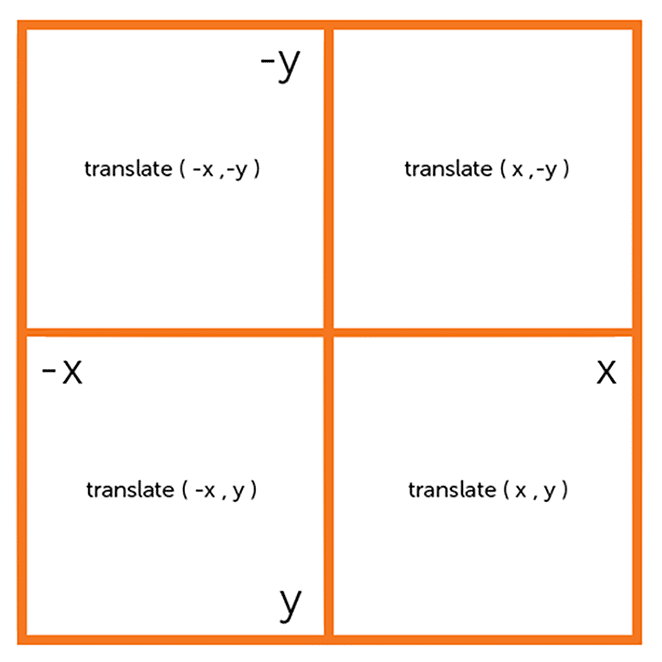 -y
translate ( -x ,-y )
translate ( x ,-y )
-x
x
translate ( -x , y )
translate ( x , y )
y